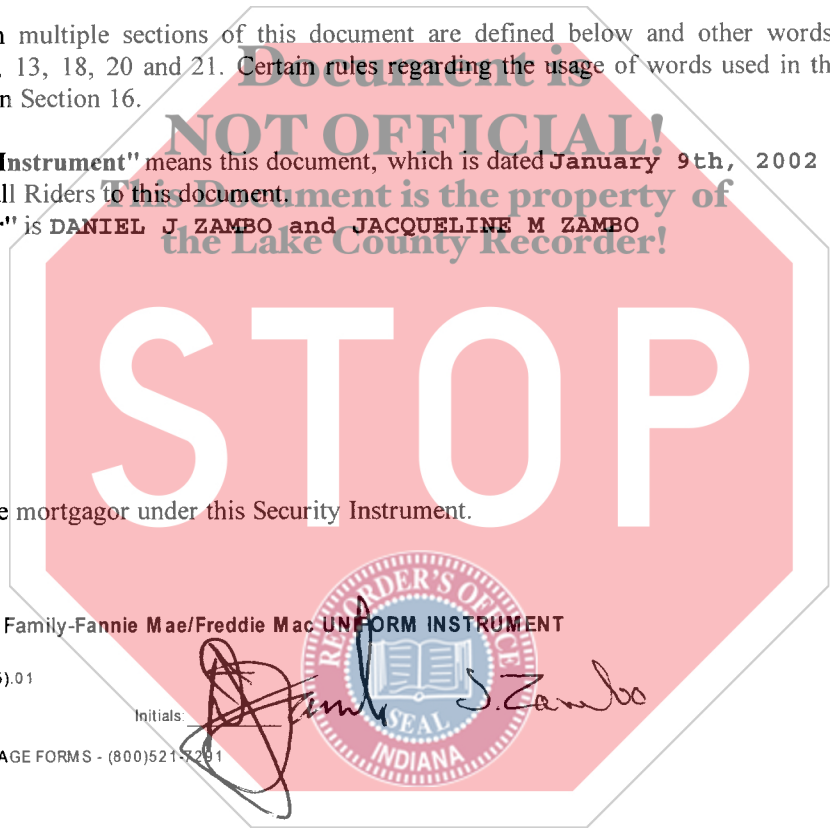 multiple sections of this document are defined below and other words
Document is
, 13, 18, 20 and 21. Certain rules regarding the usage of words used in th
n Section 16.
NOT OFFICIAL!
Instrument" means this document, which is dated January 9th, 2002
This Document is the property of
ll Riders to this document.
" is DANIEL J ZAMBO and JACQUELINE M ZAMBO
the Lake County Recorder!
STOP
e mortgagor under this Security Instrument.
RECORDER'S OFFICE
Family-Fannie Mae/Freddie Mac UNIFORM INSTRUMENT
).01
Initials:
J. Zambo
SEAL
INDIANA
AGE FORMS - (800)521-7291